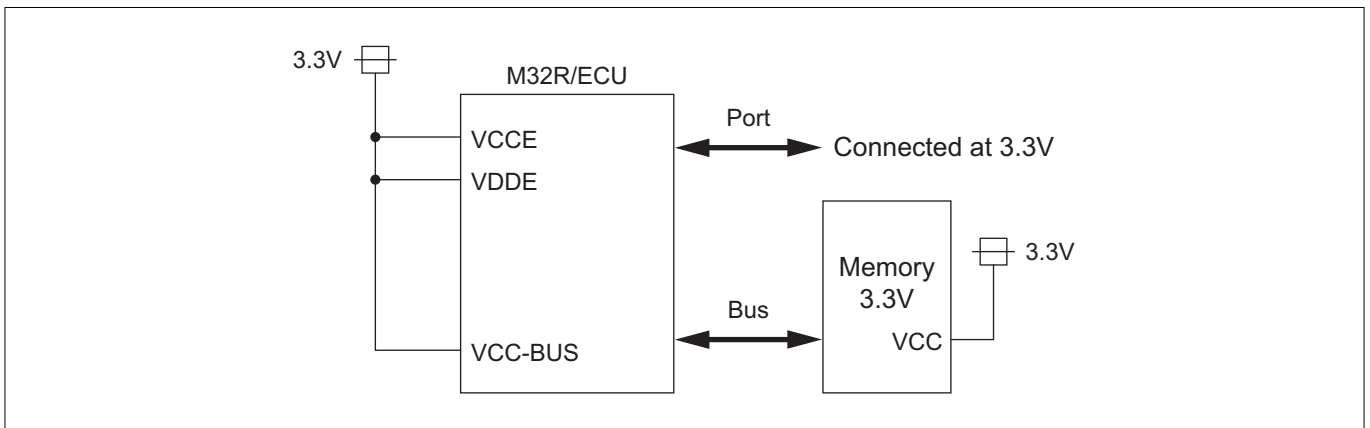 3.3V
M32R/ECU
VCCE
VDDE
VCC-BUS
Port
Connected at 3.3V
Bus
Memory
3.3V
VCC
3.3V